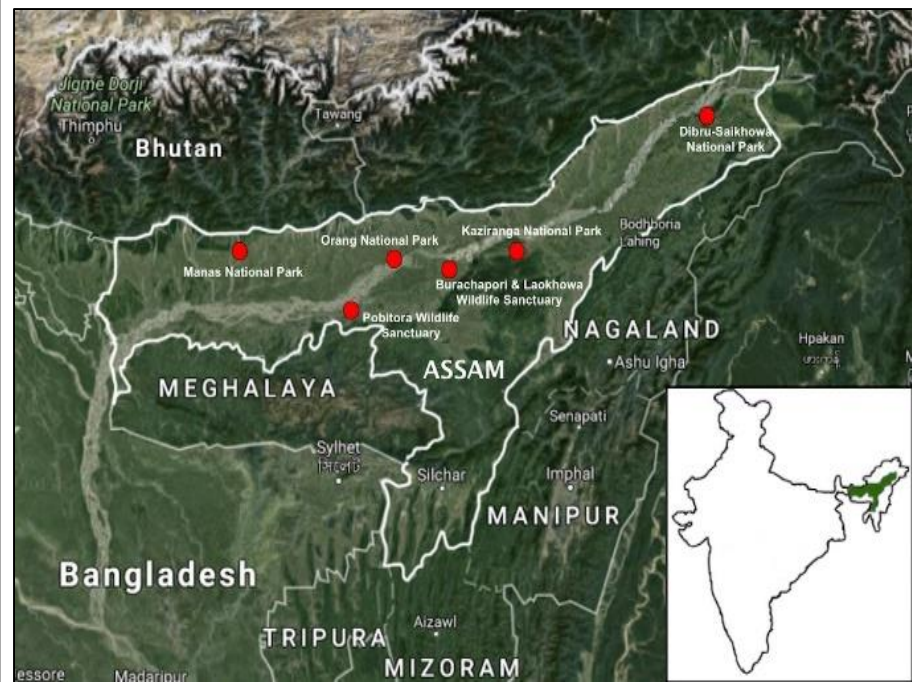 Jigme Dorji
National Park
Thimphu
Tawang
Bhutan
Dibru-Saikhowa
National Park
Bodhboria
Lahing
Kaziranga National Park
Orang National Park
Manas National Park
Burachapori & Laokhowa
Wildlife Sanctuary
Pobitora Wildlife
Sanctuary
NAGALAND
Hpakan
Ashu Igha
ASSAM
MEGHALAYA
Senapati
Sylhet
সিলেট
Silchar
Imphal
MANIPUR
Bangladesh
Aizawl
TRIPURA
MIZORAM
essore
Madaripur